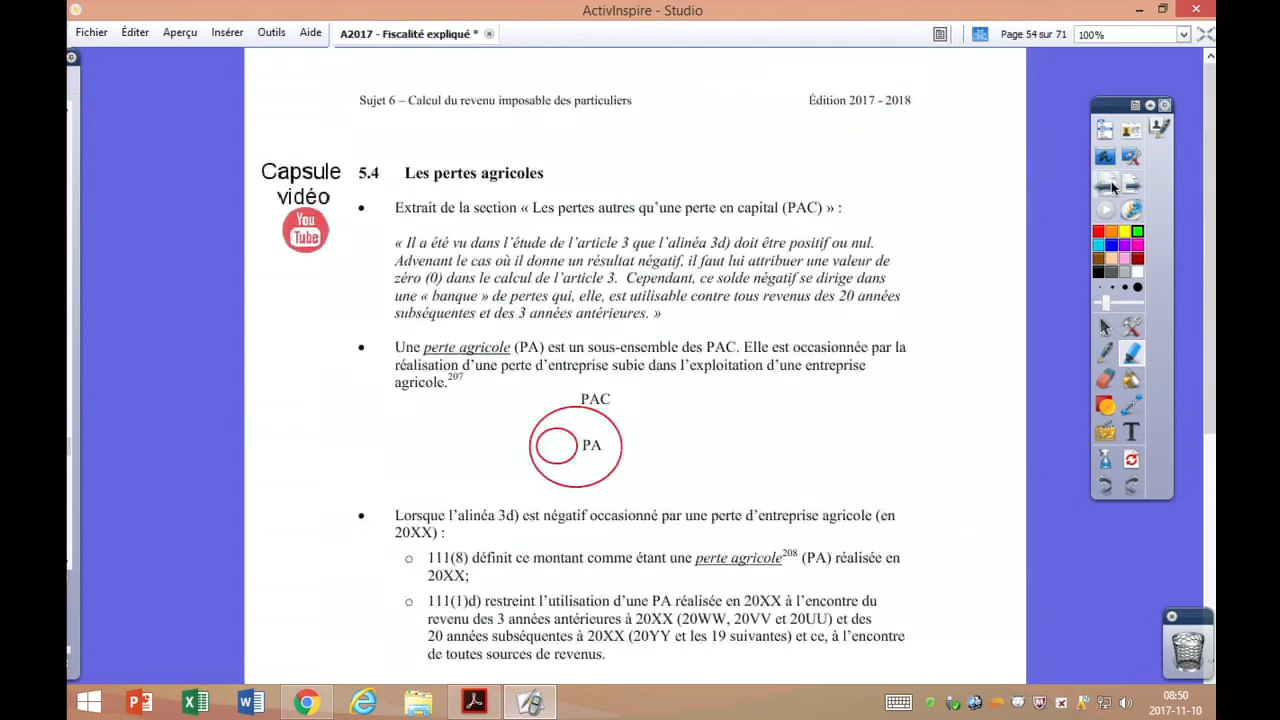 ActivInspire - Studio
Fichier Éditer Aperçu Insérer Outils Aide
A2017 - Fiscalité expliqué *
Page 54 sur 71
100%
Sujet 6 – Calcul du revenu imposable des particuliers
Édition 2017 - 2018
Capsule
vidéo
You
Tube
5.4 Les pertes agricoles
• Extrait de la section « Les pertes autres qu’une perte en capital (PAC) » :
« Il a été vu dans l’étude de l’article 3 que l’alinéa 3d) doit être positif ou nul.
Advenant le cas où il donne un résultat négatif, il faut lui attribuer une valeur de
zéro (0) dans le calcul de l’article 3. Cependant, ce solde négatif se dirige dans
une « banque » de pertes qui, elle, est utilisable contre tous revenus des 20 années
subséquentes et des 3 années antérieures. »
• Une perte agricole (PA) est un sous-ensemble des PAC. Elle est occasionnée par la
réalisation d’une perte d’entreprise subie dans l’exploitation d’une entreprise
agricole.207
PAC
PA
• Lorsque l’alinéa 3d) est négatif occasionné par une perte d’entreprise agricole (en
20XX) :
o 111(8) définit ce montant comme étant une perte agricole208 (PA) réalisée en
20XX;
o 111(1)d) restreint l’utilisation d’une PA réalisée en 20XX à l’encontre du
revenu des 3 années antérieures à 20XX (20WW, 20VV et 20UU) et des
20 années subséquentes à 20XX (20YY et les 19 suivantes) et ce, à l’encontre
de toutes sources de revenus.
08:50
2017-11-10